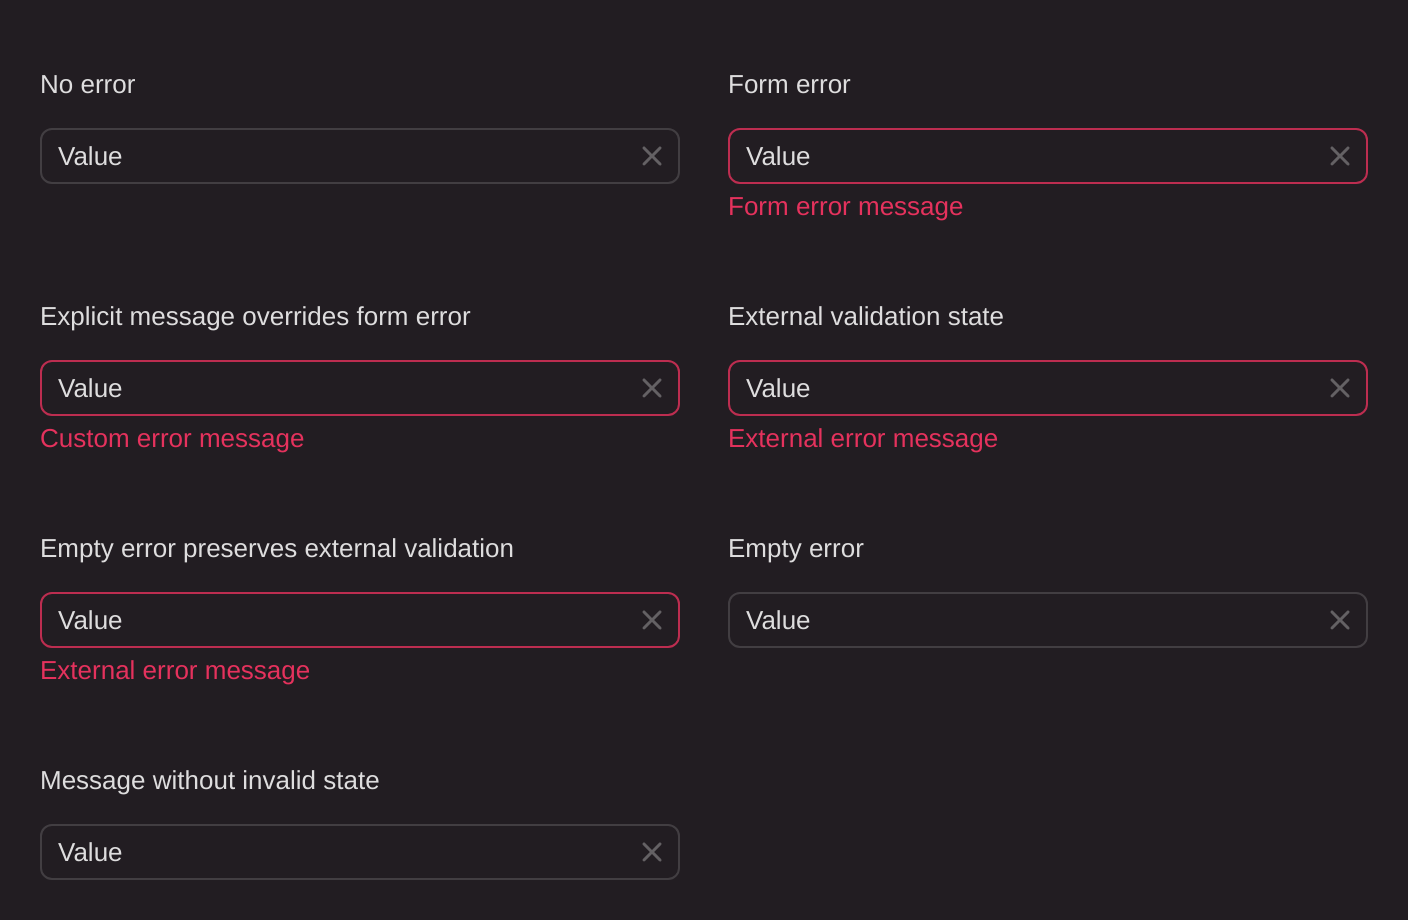 No error
Value
Form error
Value
Form error message
Explicit message overrides form error
Value
Custom error message
External validation state
Value
External error message
Empty error preserves external validation
Value
External error message
Empty error
Value
Message without invalid state
Value